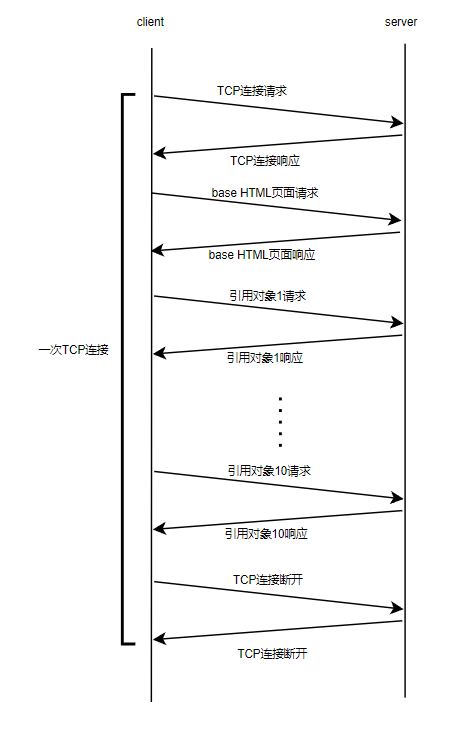 client
server
TCP连接请求
TCP连接响应
base HTML页面请求
base HTML页面响应
引用对象1请求
一次TCP连接
引用对象1响应
引用对象10请求
引用对象10响应
TCP连接断开
TCP连接断开